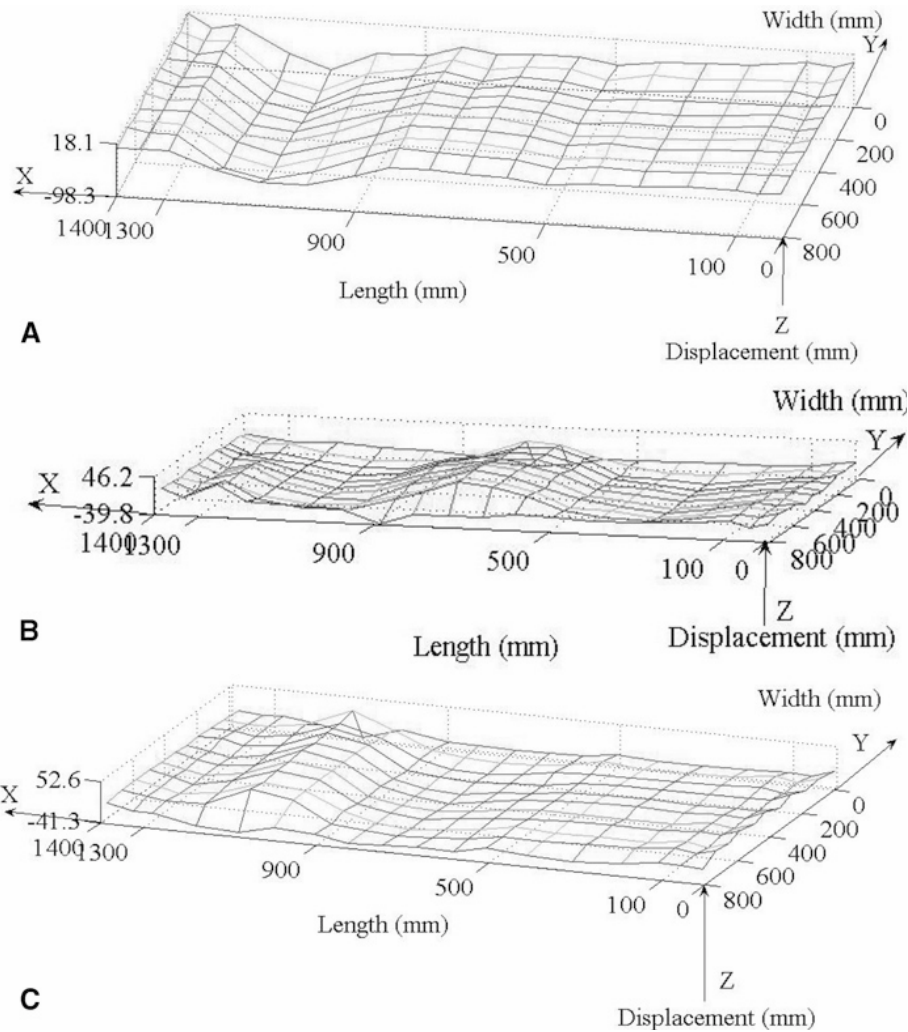 Width (mm)
Y
18.1
X
-98.3
0
200
400
600
800
1400
1300
900
500
100
0
Length (mm)
Z
A
Displacement (mm)
Width (mm)
Y
46.2
X
-39.8
0
200
400
600
800
1400
1300
900
500
100
0
Z
B
Length (mm)
Displacement (mm)
Width (mm)
Y
52.6
X
-41.3
0
200
400
600
800
1400
1300
900
500
100
0
Length (mm)
Z
C
Displacement (mm)